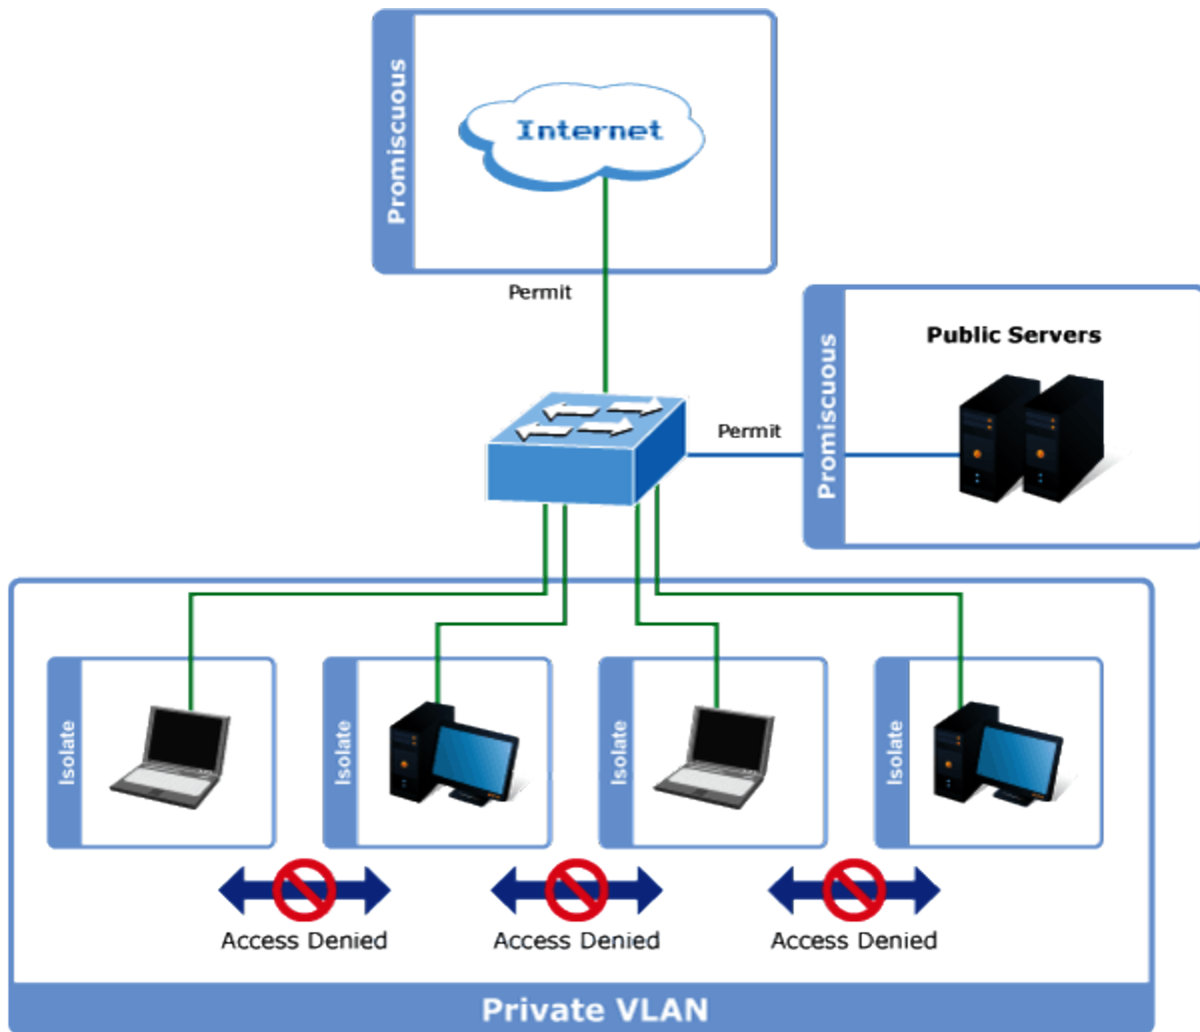 Promiscuous
Internet
Permit
Public Servers
Permit
Promiscuous
Isolate
Isolate
Isolate
Isolate
Access Denied
Access Denied
Access Denied
Private VLAN